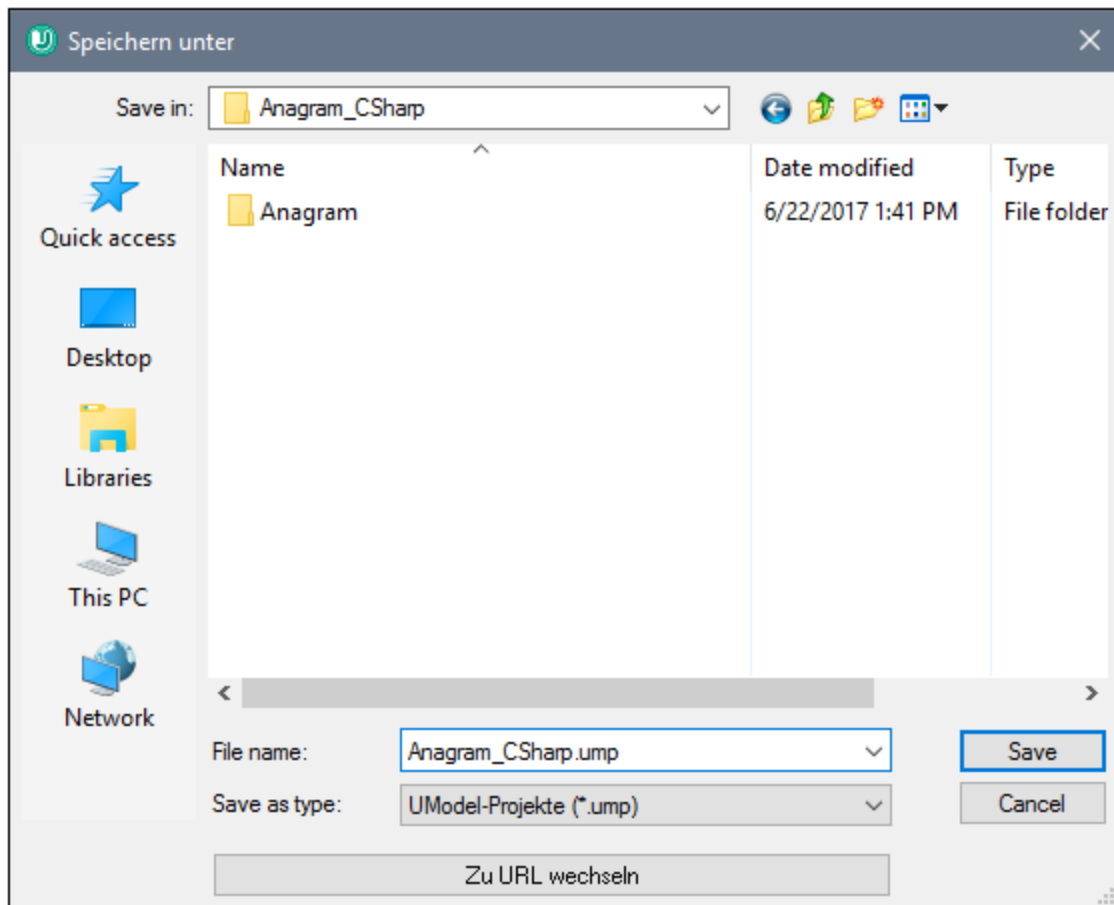 Speichern unter
Save in: Anagram_CSharp
Name Date modified Type
Anagram 6/22/2017 1:41 PM File folder
Quick access
Desktop
Libraries
This PC
Network
File name: Anagram_CSharp.ump Save
Save as type: UModel-Projekte (*.ump) Cancel
Zu URL wechseln